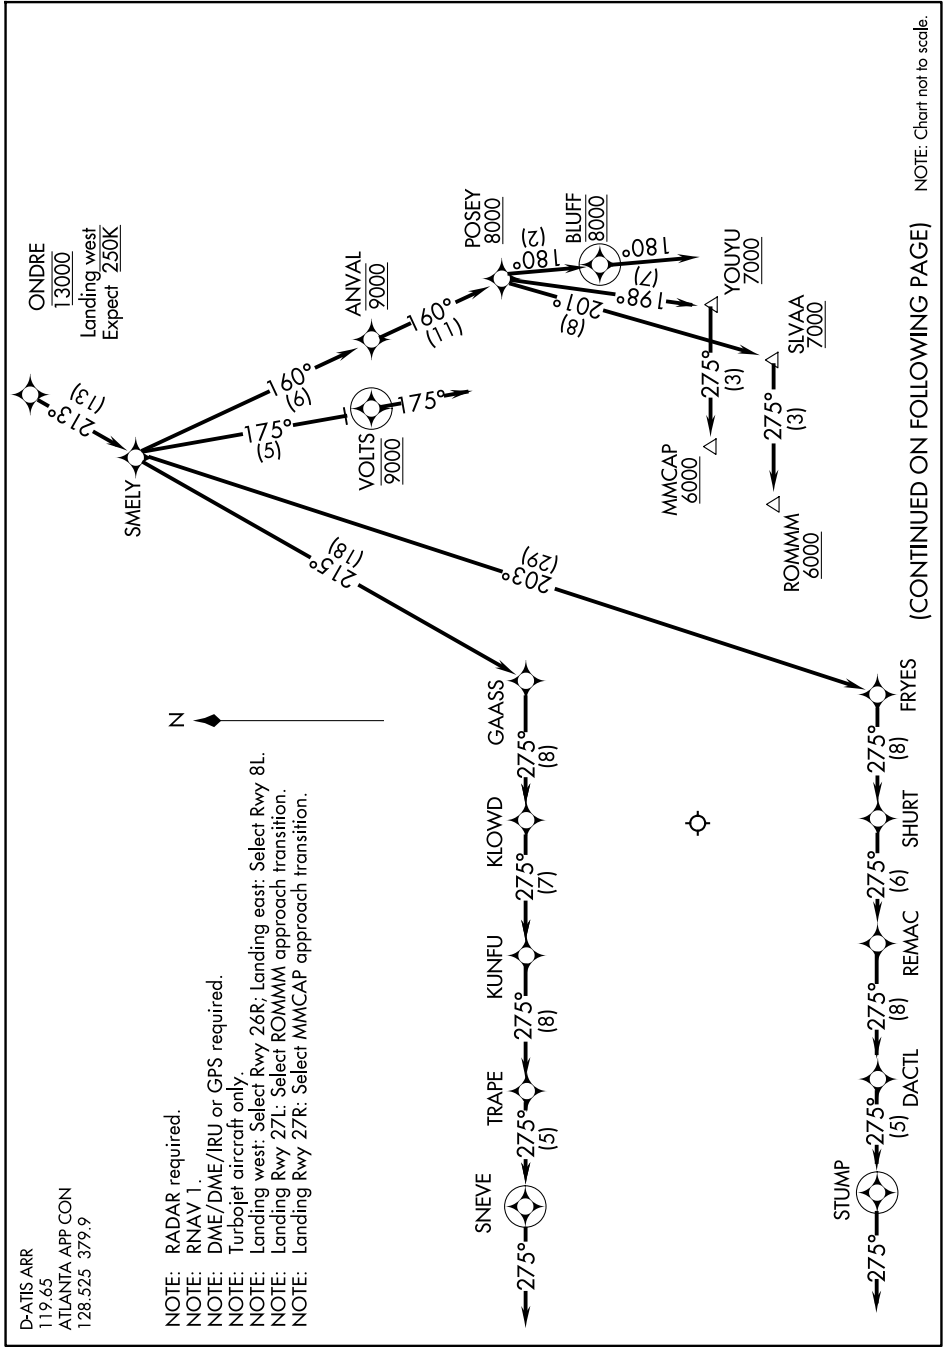 D-ATIS ARR
119.65
ATLANTA APP CON
128.525 379.9
NOTE: RADAR required.
NOTE: RNAV 1.
NOTE: DME/DME/IRU or GPS required.
NOTE: Turbojet aircraft only.
NOTE: Landing west: Select Rwy 26R; Landing east: Select Rwy 8L.
NOTE: Landing Rwy 27L: Select ROMMM approach transition.
NOTE: Landing Rwy 27R: Select MMCAP approach transition.
N
ONDRE
13000
Landing west
Expect 250K
213°
(13)
SMELY
160°
(9)
ANVAL
9000
175°
(5)
VOLTS
9000
175°
160°
(11)
POSEY
8000
180°
(2)
BLUFF
8000
180°
198°
(7)
YOUYU
7000
201°
(8)
SLVAA
7000
275°
(3)
MMCAP
6000
275°
(3)
ROMMM
6000
215°
(18)
203°
(29)
GAASS
275°
(8)
KLOWD
275°
(7)
KUNFU
275°
(8)
TRAPE
275°
(5)
SNEVE
275°
FRYES
275°
(8)
SHURT
275°
(6)
REMAC
275°
(8)
DACTL
275°
(5)
STUMP
275°
(CONTINUED ON FOLLOWING PAGE)
NOTE: Chart not to scale.